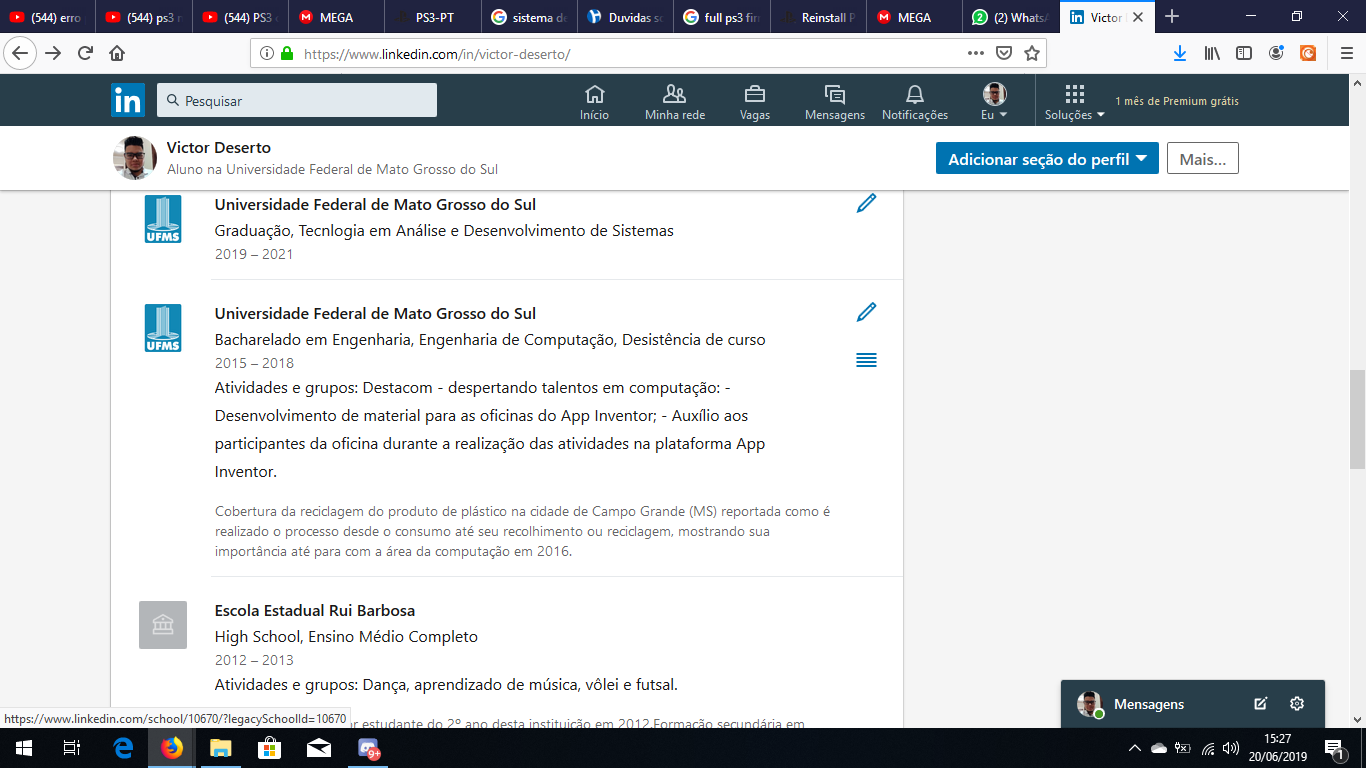 (544) erro
(544) ps3 n
(544) PS3 c
MEGA
PS3-PT
sistema de
Duvidas so
full ps3 firm
Reinstall P
MEGA
(2) WhatsA
Victor
https://www.linkedin.com/in/victor-deserto/
in
Pesquisar
Início
Minha rede
Vagas
Mensagens
Notificações
Eu
Soluções
1 mês de Premium grátis
Victor Deserto
Aluno na Universidade Federal de Mato Grosso do Sul
Adicionar seção do perfil
Mais...
UFMS
Universidade Federal de Mato Grosso do Sul
Graduação, Tecnlogia em Análise e Desenvolvimento de Sistemas
2019 – 2021
UFMS
Universidade Federal de Mato Grosso do Sul
Bacharelado em Engenharia, Engenharia de Computação, Desistência de curso
2015 – 2018
Atividades e grupos: Destacom - despertando talentos em computação: -
Desenvolvimento de material para as oficinas do App Inventor; - Auxílio aos
participantes da oficina durante a realização das atividades na plataforma App
Inventor.
Cobertura da reciclagem do produto de plástico na cidade de Campo Grande (MS) reportada como é
realizado o processo desde o consumo até seu recolhimento ou reciclagem, mostrando sua
importância até para com a área da computação em 2016.
Escola Estadual Rui Barbosa
High School, Ensino Médio Completo
2012 – 2013
Atividades e grupos: Dança, aprendizado de música, vôlei e futsal.
estudante do 2º ano desta instituição em 2012.Formação secundária em
https://www.linkedin.com/school/10670/?legacySchoolId=10670
Mensagens
9+
15:27
20/06/2019
1